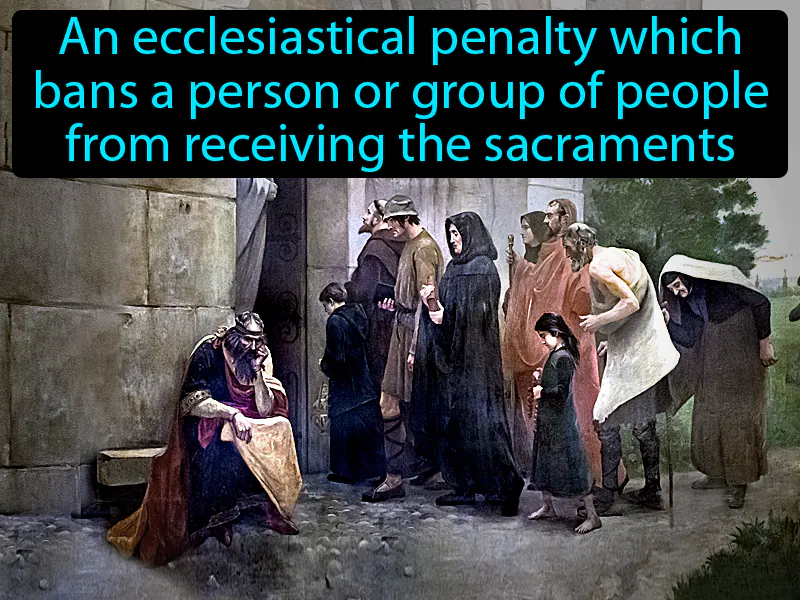 An ecclesiastical penalty which
bans a person or group of people
from receiving the sacraments